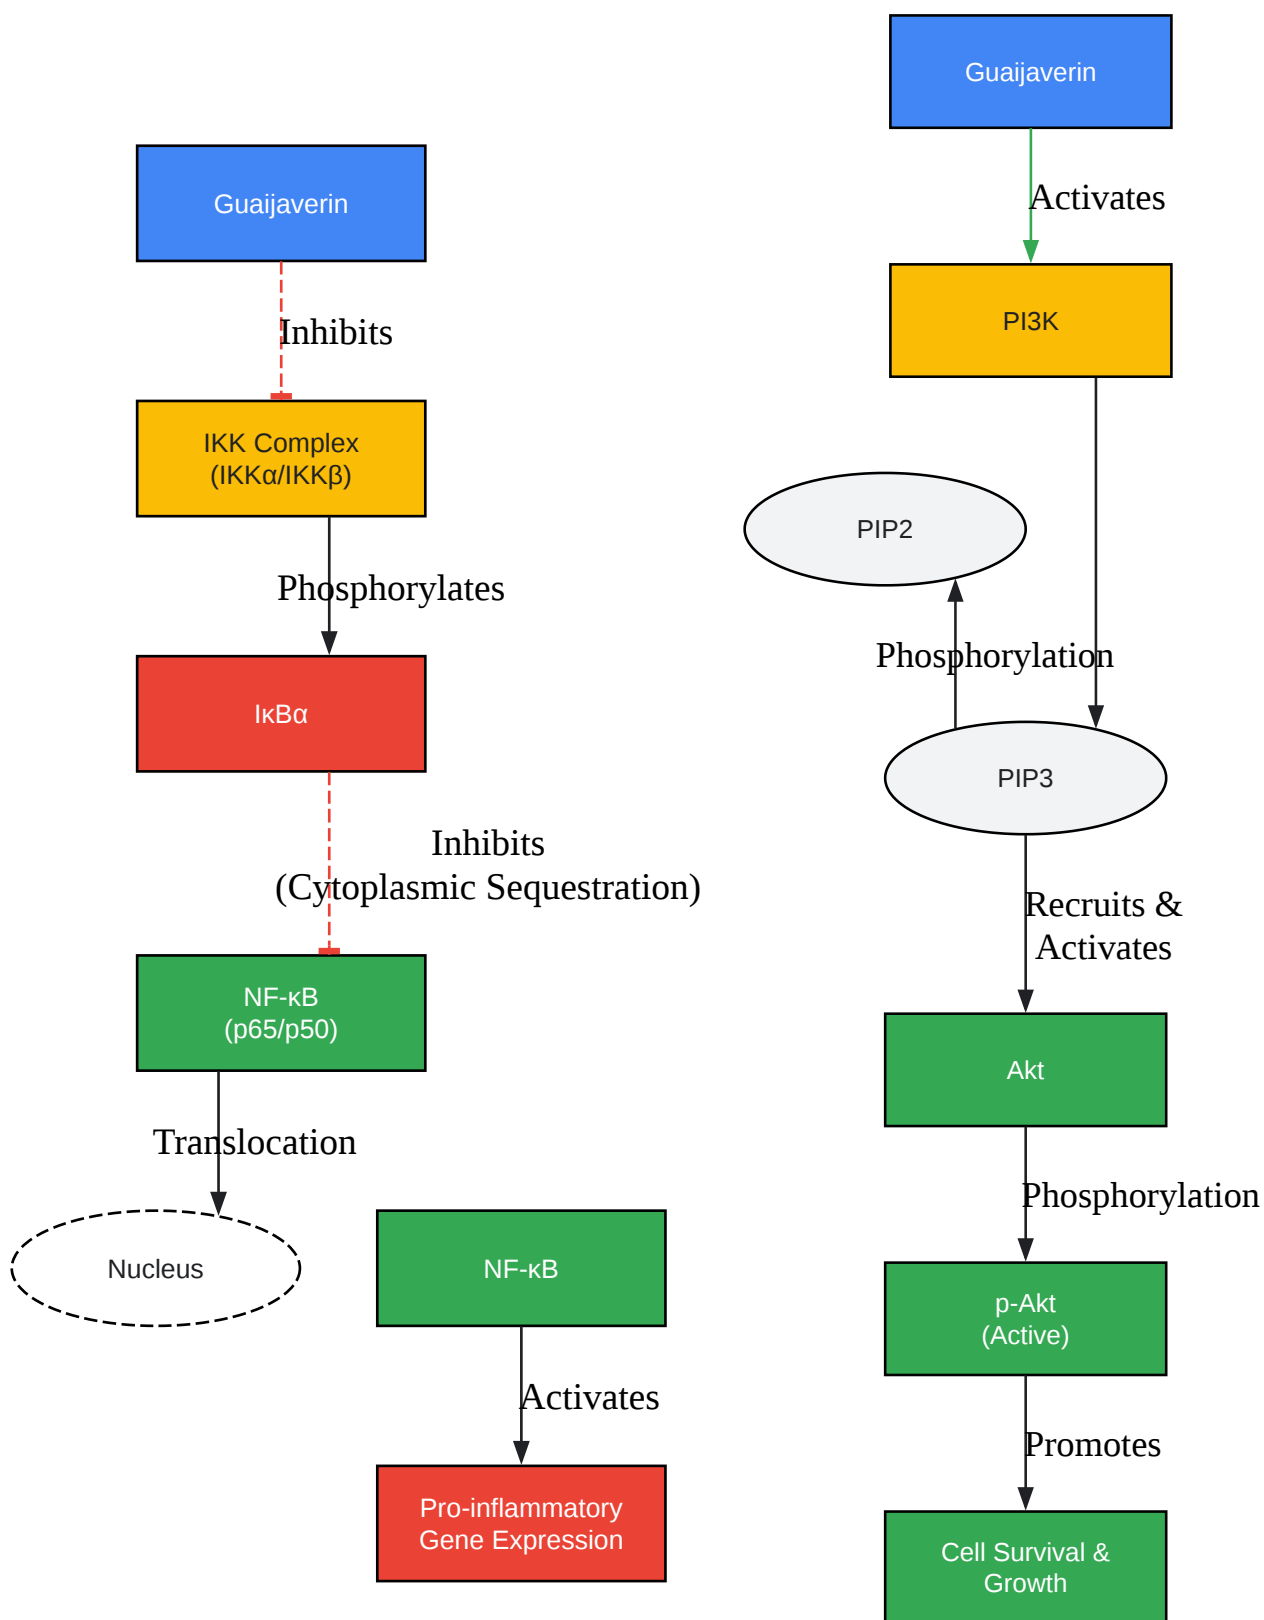 Guaijaverin
Inhibits
IKK Complex
(IKKα/IKKβ)
Phosphorylates
IκBα
Inhibits
(Cytoplasmic Sequestration)
NF-κB
(p65/p50)
Translocation
Nucleus
NF-κB
Activates
Pro-inflammatory
Gene Expression
Guaijaverin
Activates
PI3K
PIP2
Phosphorylation
PIP3
Recruits &
Activates
Akt
Phosphorylation
p-Akt
(Active)
Promotes
Cell Survival &
Growth